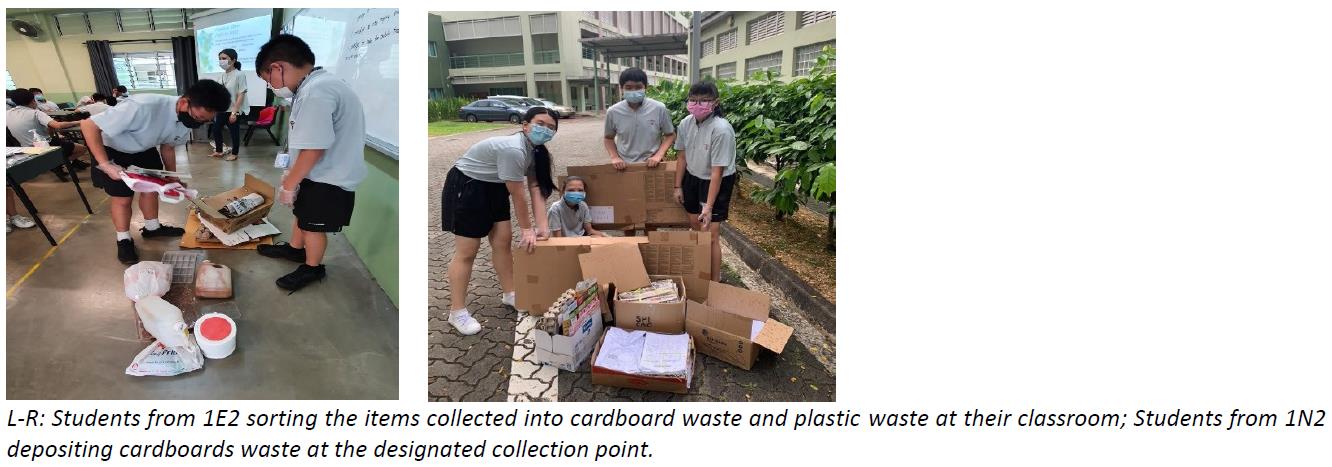 L-R: Students from 1E2 sorting the items collected into cardboard waste and plastic waste at their classroom; Students from 1N2
depositing cardboards waste at the designated collection point.